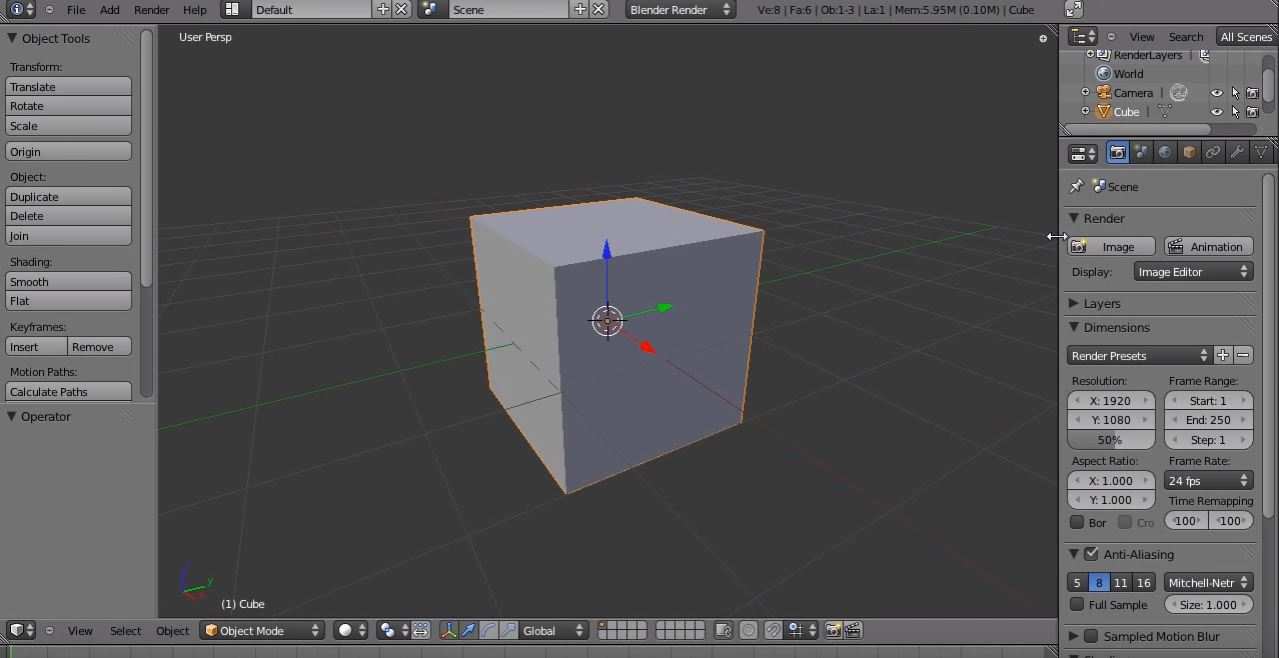 File Add Render Help Default Scene Blender Render Ve:8 | Fa:6 | Ob:1-3 | La:1 | Mem:5.95M (0.10M) | Cube
Object Tools
Transform:
Translate
Rotate
Scale
Origin
Object:
Duplicate
Delete
Join
Shading:
Smooth
Flat
Keyframes:
Insert Remove
Motion Paths:
Calculate Paths
Operator
User Persp
y
(1) Cube
View Select Object Object Mode Global
View Search All Scenes
RenderLayers |
World
Camera |
Cube |
Scene
Render
Image Animation
Display: Image Editor
Layers
Dimensions
Render Presets
Resolution: Frame Range:
X: 1920 Start: 1
Y: 1080 End: 250
50% Step: 1
Aspect Ratio: Frame Rate:
X: 1.000 24 fps
Y: 1.000 Time Remapping
Bor Cro 100 100
Anti-Aliasing
5 8 11 16 Mitchell-Netr
Full Sample Size: 1.000
Sampled Motion Blur